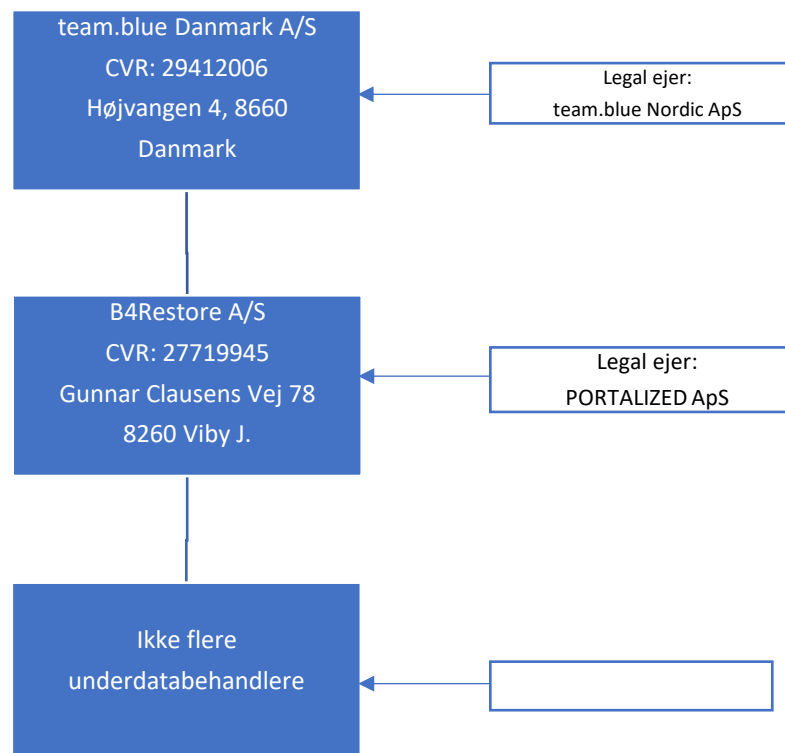 team.blue Danmark A/S
CVR: 29412006
Højvangen 4, 8660
Danmark
Legal ejer:
team.blue Nordic ApS
B4Restore A/S
CVR: 27719945
Gunnar Clausens Vej 78
8260 Viby J.
Legal ejer:
PORTALIZED ApS
Ikke flere
underdatabehandlere